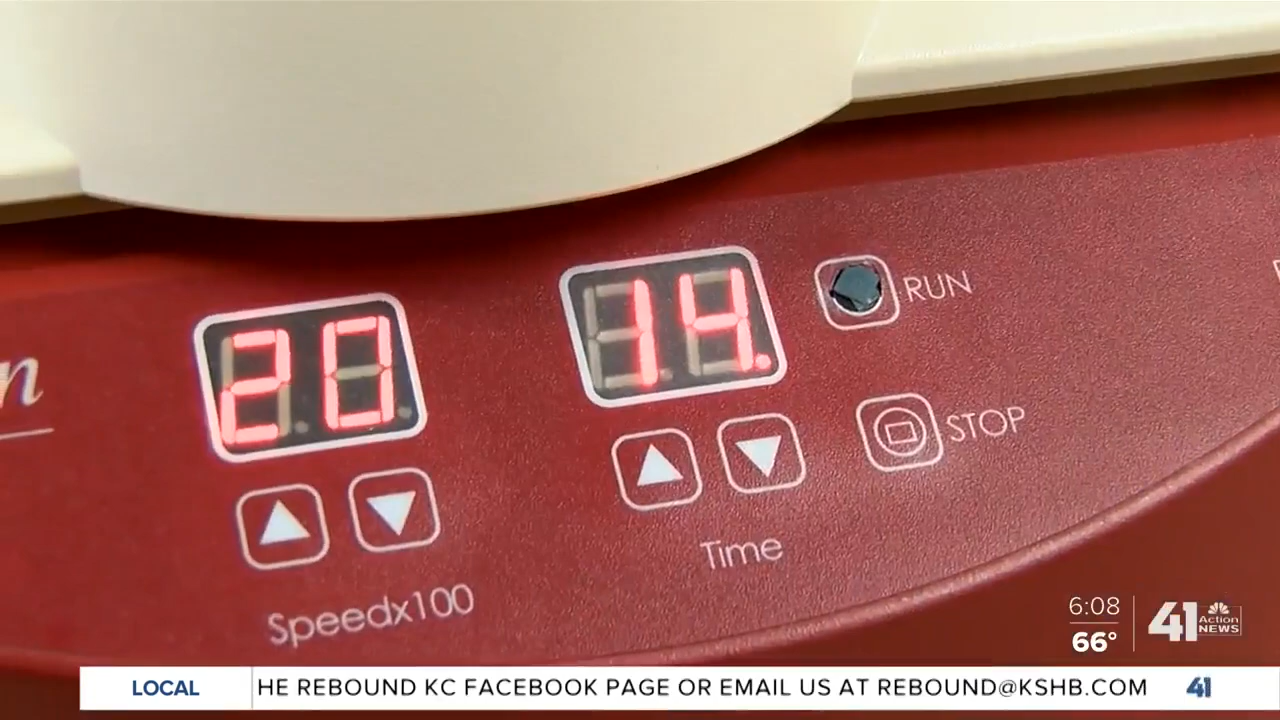 n
20
14.
RUN
STOP
Time
Speedx100
6:08
66°
41 Action NEWS
LOCAL
HE REBOUND KC FACEBOOK PAGE OR EMAIL US AT REBOUND@KSHB.COM
41